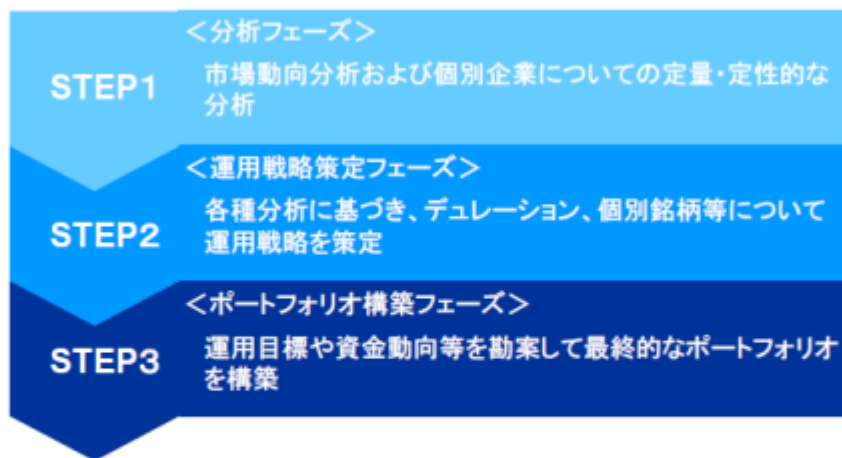 STEP1
＜分析フェーズ＞
市場動向分析および個別企業についての定量・定性的な
分析
STEP2
＜運用戦略策定フェーズ＞
各種分析に基づき、デュレーション、個別銘柄等について
運用戦略を策定
STEP3
＜ポートフォリオ構築フェーズ＞
運用目標や資金動向等を勘案して最終的なポートフォリオ
を構築